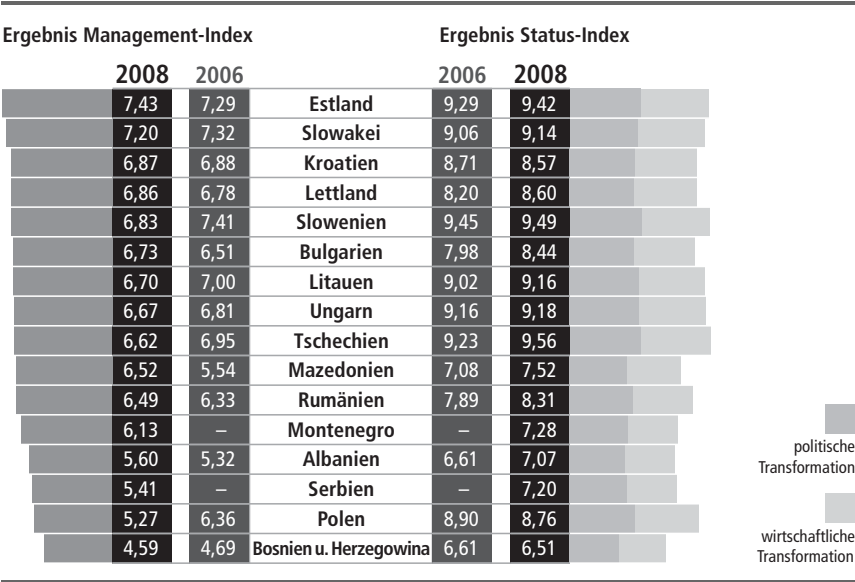 Ergebnis Management-Index Ergebnis Status-Index
2008 2006 2006 2008
7,43 7,29 Estland 9,29 9,42
7,20 7,32 Slowakei 9,06 9,14
6,87 6,88 Kroatien 8,71 8,57
6,86 6,78 Lettland 8,20 8,60
6,83 7,41 Slowenien 9,45 9,49
6,73 6,51 Bulgarien 7,98 8,44
6,70 7,00 Litauen 9,02 9,16
6,67 6,81 Ungarn 9,16 9,18
6,62 6,95 Tschechien 9,23 9,56
6,52 5,54 Mazedonien 7,08 7,52
6,49 6,33 Rumänien 7,89 8,31
6,13 – Montenegro – 7,28
5,60 5,32 Albanien 6,61 7,07
5,41 – Serbien – 7,20
5,27 6,36 Polen 8,90 8,76
4,59 4,69 Bosnien u. Herzegowina 6,61 6,51
politische
Transformation
wirtschaftliche
Transformation